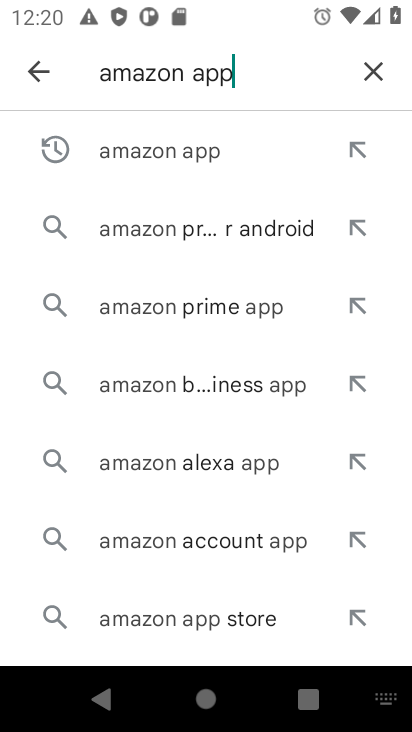 12:20
amazon app
amazon app
amazon pr... r android
amazon prime app
amazon b...iness app
amazon alexa app
amazon account app
amazon app store